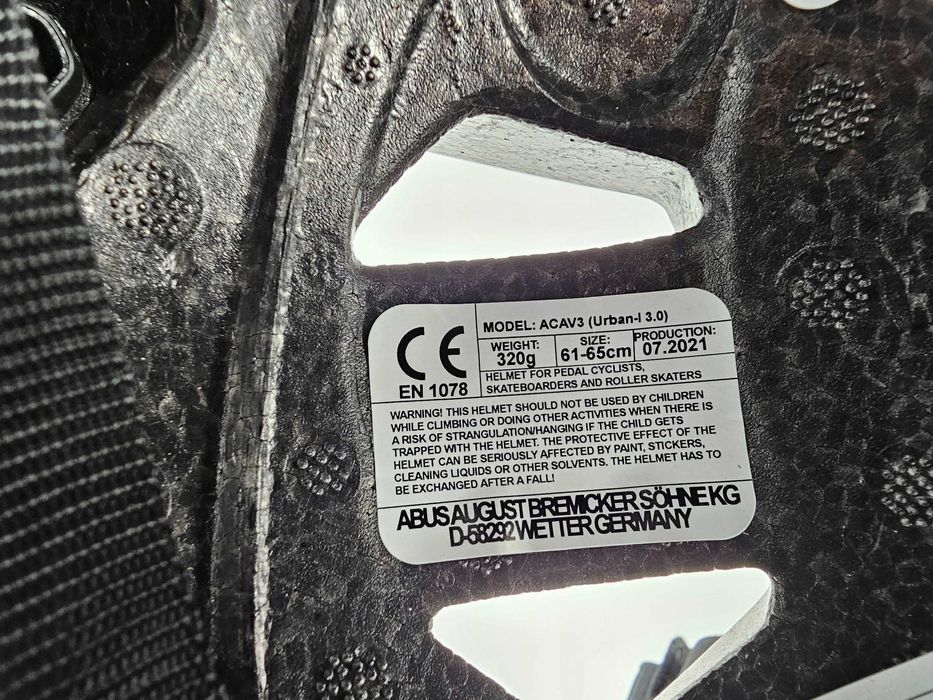 CE
EN 1078
MODEL: ACAV3 (Urban-I 3.0)
WEIGHT:
320g
SIZE:
61-65cm
PRODUCTION:
07.2021
HELMET FOR PEDAL CYCLISTS,
SKATEBOARDERS AND ROLLER SKATERS
WARNING! THIS HELMET SHOULD NOT BE USED BY CHILDREN
WHILE CLIMBING OR DOING OTHER ACTIVITIES WHEN THERE IS
A RISK OF STRANGULATIONHANGING IF THE CHILD GETS
TRAPPED WITH THE HELMET. THE PROTECTIVE EFFECT OF THE
HELMET CAN BE SERIOUSLY AFFECTED BY PAINT, STICKERS,
CLEANING LIQUIDS OR OTHER SOLVENTS. THE HELMET HAS TO
BE EXCHANGED AFTER A FALL!
ABUS AUGUST BREMICKER SÖHNE KG
D-58292 WETTER GERMANY